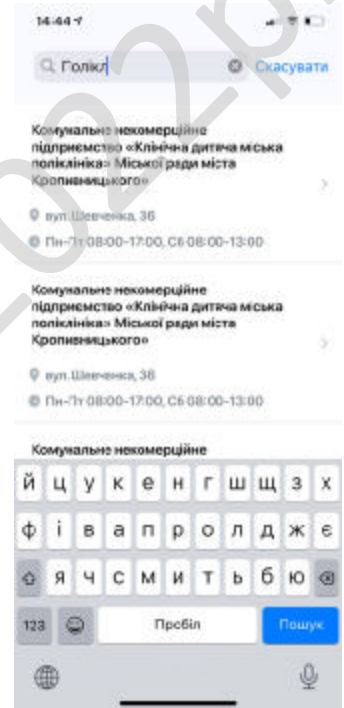 14:44
Голікл Скасувати
Комунальне некомерційне
підприємство «Клінічна дитяча міська
поліклініка» Міської ради міста
Кропивницького»
вул.Шевченка, 36
Пн-Пт 08:00-17:00, Сб 08:00-13:00
Комунальне некомерційне
підприємство «Клінічна дитяча міська
поліклініка» Міської ради міста
Кропивницького»
вул.Шевченка, 36
Пн-Пт 08:00-17:00, Сб 08:00-13:00
Комунальне некомерційне
й ц у к е н г ш щ з х
ф і в а п р о л д ж є
я ч с м и т ь б ю
123 Пробіл Пошук